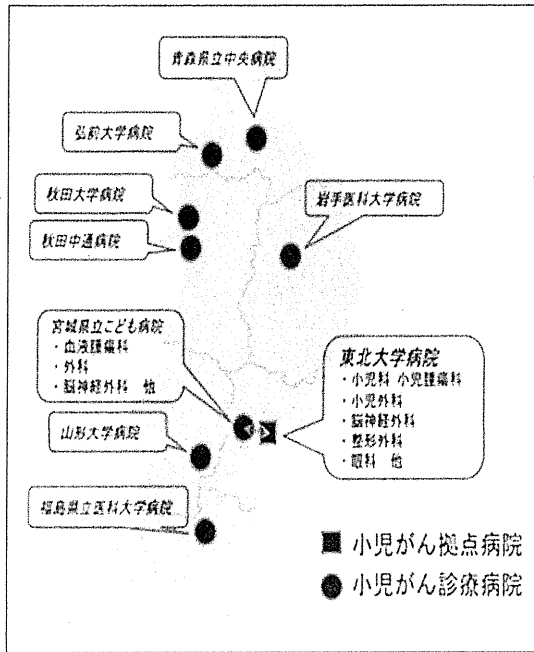 青森県立中央病院
弘前大学病院
秋田大学病院
秋田中通病院
岩手医科大学病院
宮城県立こども病院
・血液腫瘍科
・外科
・脳神経外科 他
東北大学病院
・小児科 小児腫瘍科
・小児外科
・脳神経外科
・整形外科
・眼科 他
山形大学病院
福島県立医科大学病院
■ 小児がん拠点病院
● 小児がん診療病院